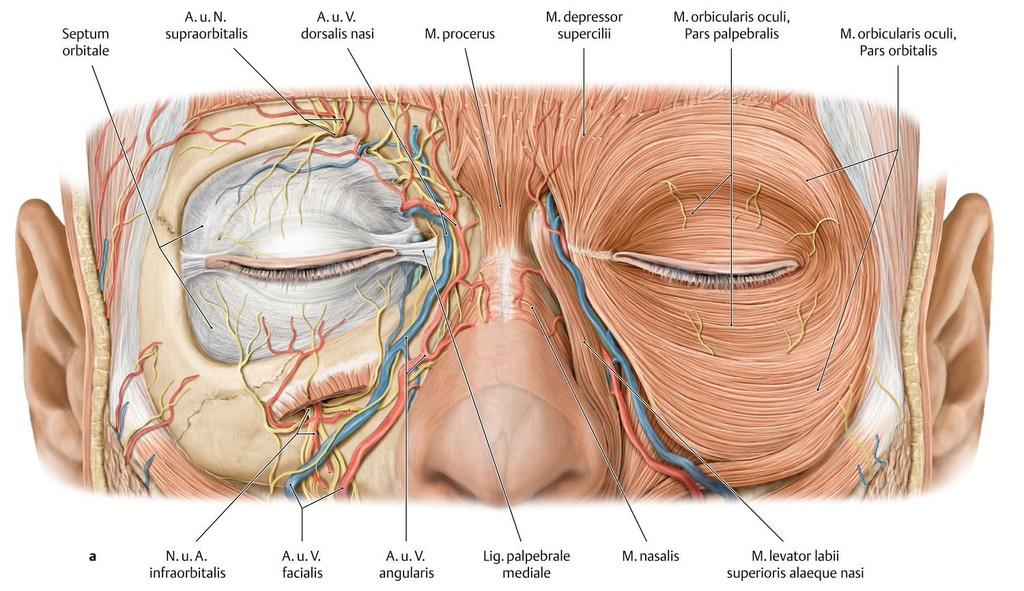 Septum
orbitale
A. u. N.
supraorbitalis
A. u. V.
dorsalis nasi
M. procerus
M. depressor
supercilii
M. orbicularis oculi,
Pars palpebralis
M. orbicularis oculi,
Pars orbitalis
a
N. u. A.
infraorbitalis
A. u. V.
facialis
A. u. V.
angularis
Lig. palpebrale
mediale
M. nasalis
M. levator labii
superioris alaeque nasi